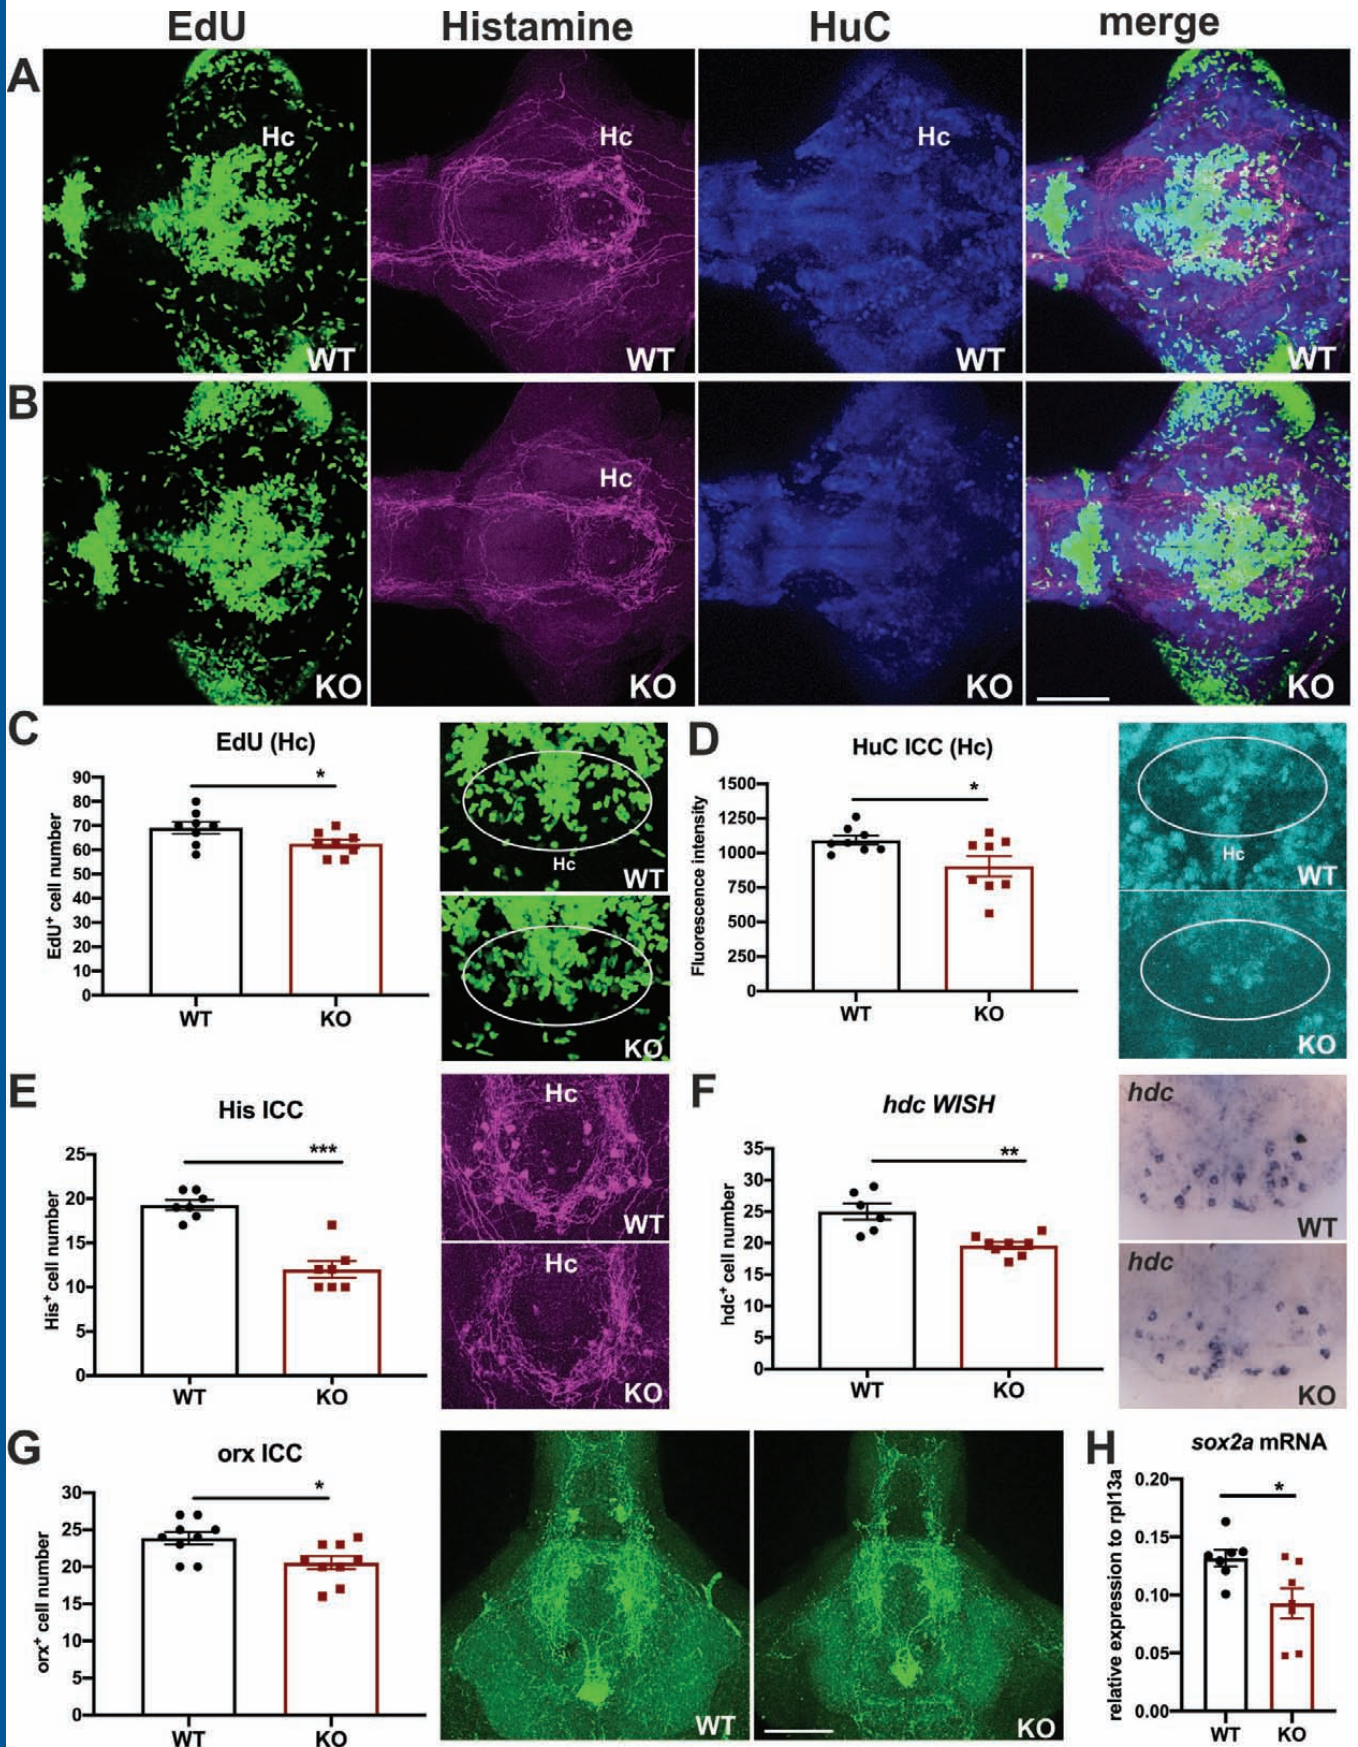 EdU Histamine HuC merge
A
Hc Hc Hc
WT WT WT WT
B
Hc
KO KO KO KO
C
EdU (Hc)
*
EdU⁺ cell number
90
80
70
60
50
40
30
20
10
0
WT KO
Hc
WT
KO
D
HuC ICC (Hc)
*
Fluorescence intensity
1500
1250
1000
750
500
250
0
WT KO
Hc
WT
KO
E
His ICC
***
His⁺ cell number
25
20
15
10
5
0
WT KO
Hc
WT
Hc
KO
F
hdc WISH
**
hdc⁺ cell number
35
30
25
20
15
10
5
0
WT KO
hdc
WT
hdc
KO
G
orx ICC
*
orx⁺ cell number
30
25
20
15
10
5
0
WT KO
WT KO
H
sox2a mRNA
*
relative expression to rpl13a
0.20
0.15
0.10
0.05
0.00
WT KO